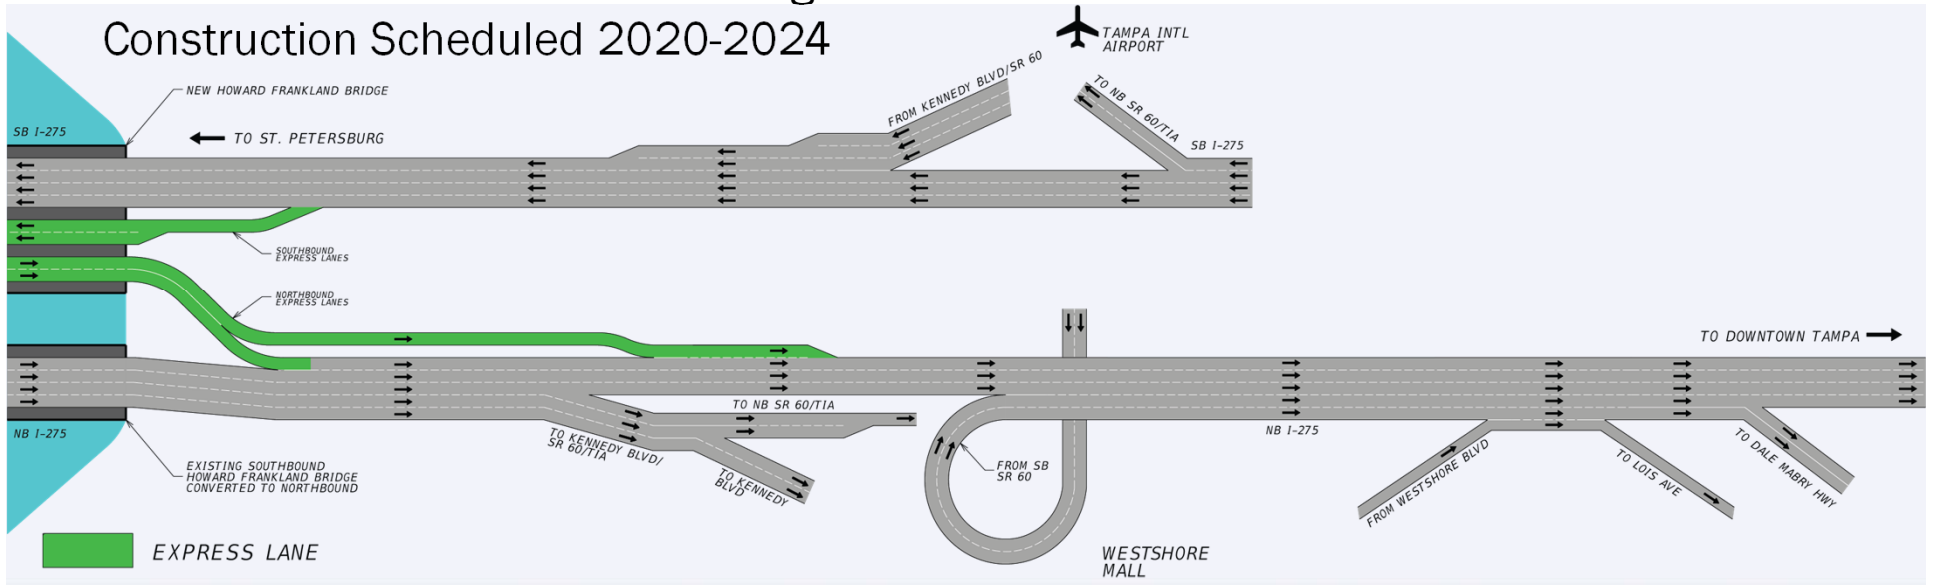 Construction Scheduled 2020-2024
TAMPA INTL
AIRPORT
NEW HOWARD FRANKLAND BRIDGE
FROM KENNEDY BLVD/SR 60
TO NB SR 60/TIA
SB I-275
TO ST. PETERSBURG
SB I-275
SOUTHBOUND
EXPRESS LANES
NORTHBOUND
EXPRESS LANES
TO DOWNTOWN TAMPA
TO NB SR 60/TIA
NB I-275
NB I-275
TO KENNEDY BLVD/
SR 60/TIA
TO KENNEDY
BLVD
FROM SB
SR 60
FROM WESTSHORE BLVD
TO LOIS AVE
TO DALE MABRY HWY
EXISTING SOUTHBOUND
HOWARD FRANKLAND BRIDGE
CONVERTED TO NORTHBOUND
EXPRESS LANE
WESTSHORE
MALL